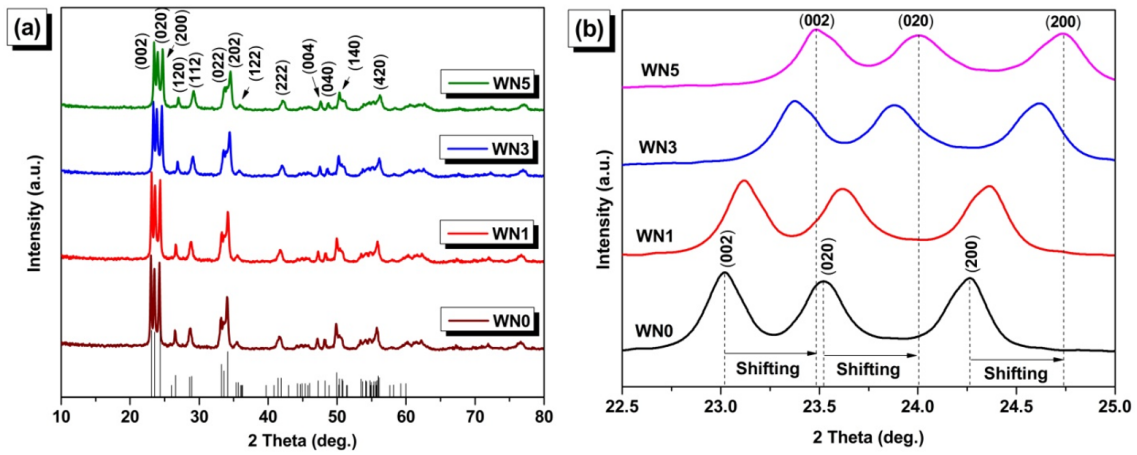 (a)
(002)
(020)
(200)
(120)
(112)
(022)
(202)
(122)
(222)
(004)
(040)
(140)
(420)
WN5
WN3
WN1
WN0
Intensity (a.u.)
10 20 30 40 50 60 70 80
2 Theta (deg.)
(b)
(002) (020) (200)
WN5
WN3
WN1
(002)
(020)
(200)
WN0
Shifting Shifting Shifting
Intensity (a.u.)
22.5 23.0 23.5 24.0 24.5 25.0
2 Theta (deg.)